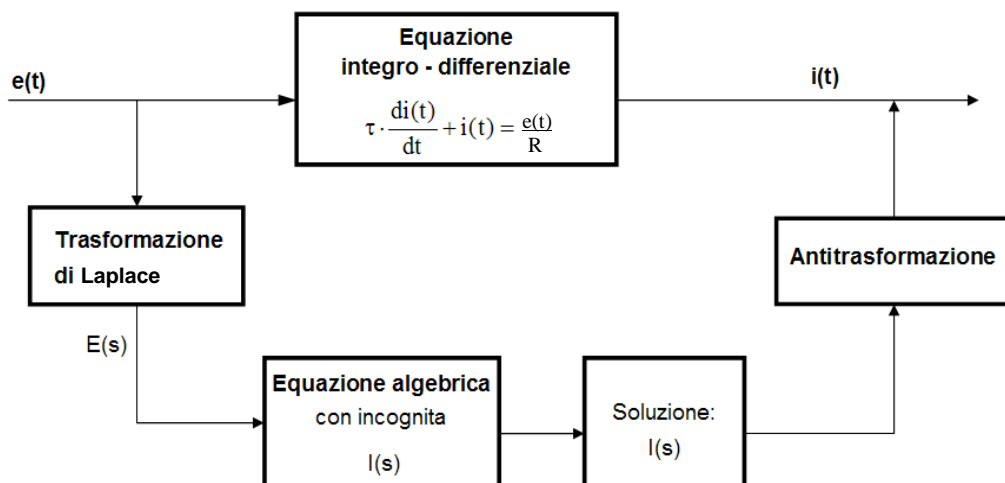 Equazione
integro - differenziale
e(t)
i(t)
τ · di(t)/dt + i(t) = e(t)/R
Trasformazione
di Laplace
Antitrasformazione
E(s)
Equazione algebrica
con incognita
I(s)
Soluzione:
I(s)